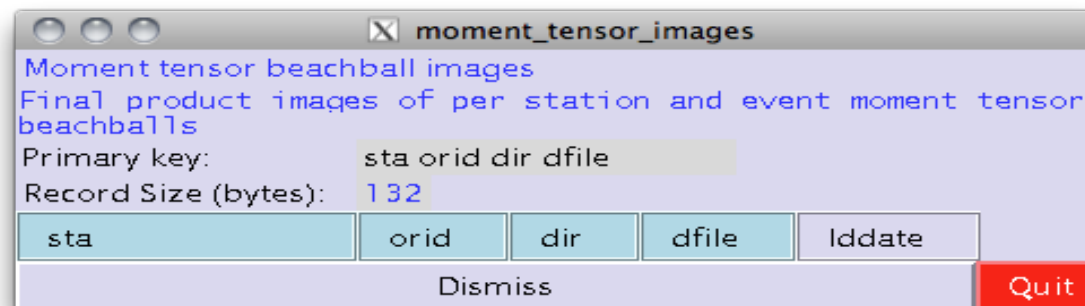 moment_tensor_images
Moment tensor beachball images
Final product images of per station and event moment tensor
beachballs
Primary key: sta orid dir dfile
Record Size (bytes): 132
sta orid dir dfile lddate
Dismiss Quit